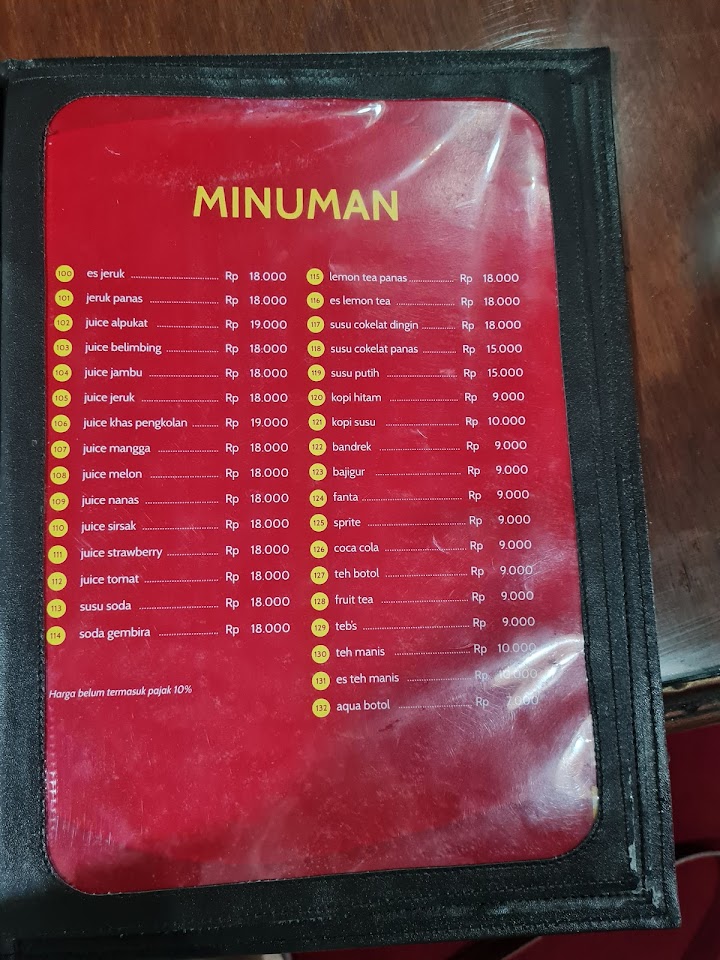 MINUMAN
100 es jeruk Rp 18.000
101 jeruk panas Rp 18.000
102 juice alpukat Rp 19.000
103 juice belimbing Rp 18.000
104 juice jambu Rp 18.000
105 juice jeruk Rp 18.000
106 juice khas pengkolan Rp 19.000
107 juice mangga Rp 18.000
108 juice melon Rp 18.000
109 juice nanas Rp 18.000
110 juice sirsak Rp 18.000
111 juice strawberry Rp 18.000
112 juice tomat Rp 18.000
113 susu soda Rp 18.000
114 soda gembira Rp 18.000
Harga belum termasuk pajak 10%
115 lemon tea panas Rp 18.000
116 es lemon tea Rp 18.000
117 susu cokelat dingin Rp 18.000
118 susu cokelat panas Rp 15.000
119 susu putih Rp 15.000
120 kopi hitam Rp 9.000
121 kopi susu Rp 10.000
122 bandrek Rp 9.000
123 bajigur Rp 9.000
124 fanta Rp 9.000
125 sprite Rp 9.000
126 coca cola Rp 9.000
127 teh botol Rp 9.000
128 fruit tea Rp 9.000
129 teb's Rp 9.000
130 teh manis Rp 10.000
131 es teh manis Rp 10.000
132 aqua botol Rp 7.000